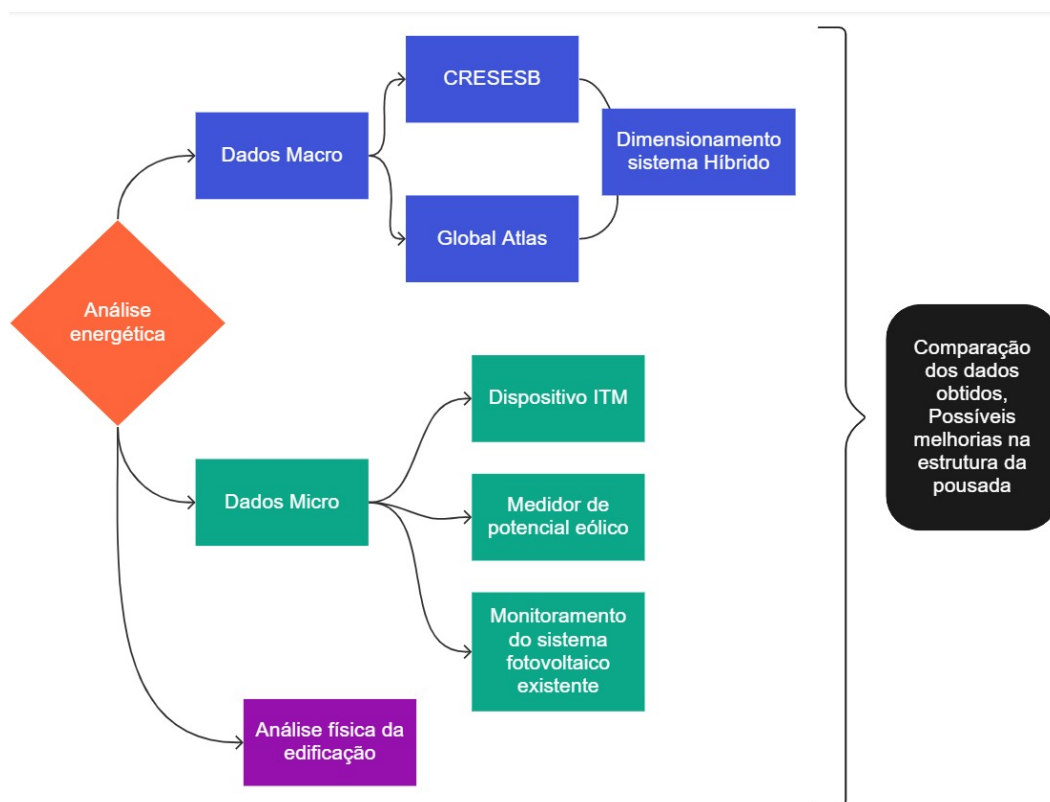 CRESESB
Dados Macro
Dimensionamento
sistema Híbrido
Global Atlas
Análise
energética
Dispositivo ITM
Dados Micro
Medidor de
potencial eólico
Monitoramento
do sistema
fotovoltaico
existente
Análise física da
edificação
Comparação
dos dados
obtidos,
Possíveis
melhorias na
estrutura da
pousada